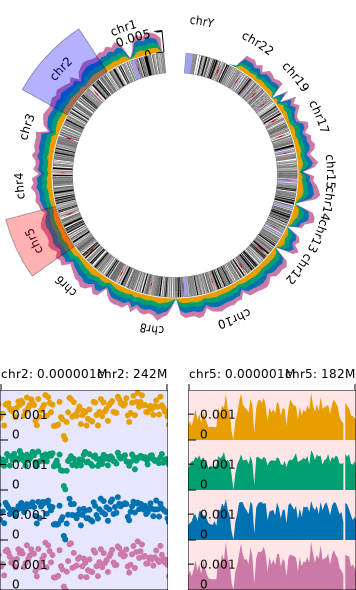 chrY
chr1
0.005
0
chr22
chr2
chr19
chr17
chr3
chr15
chr4
chr14
chr5
chr13
chr12
chr6
chr10
chr8
chr2: 0.000001M
chr2: 242M
chr5: 0.000001M
chr5: 182M
0.001
0.001
0
0
0.001
0.001
0
0
0.001
0.001
0
0
0.001
0.001
0
0